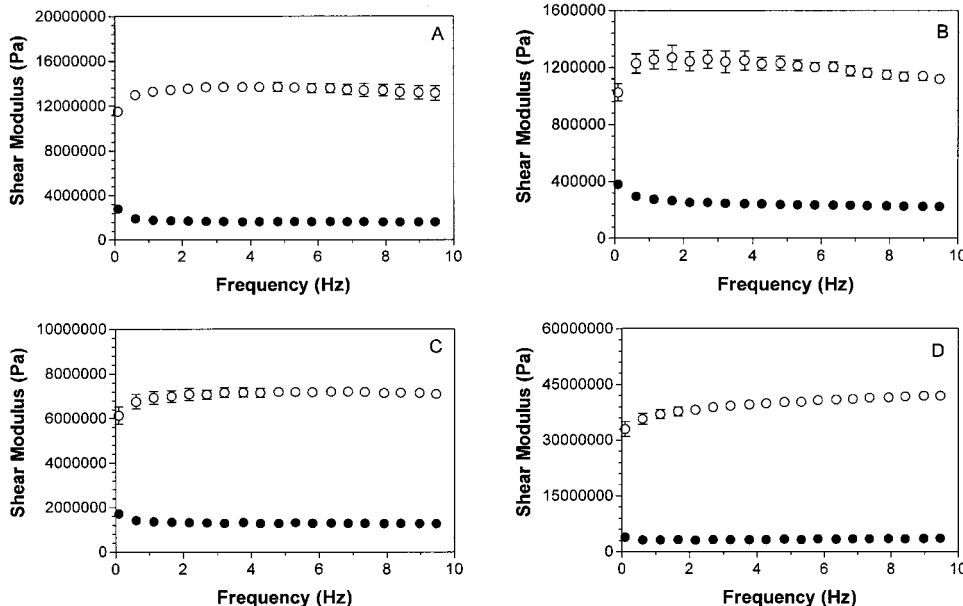 A
Shear Modulus (Pa)
20000000
16000000
12000000
8000000
4000000
0
0 2 4 6 8 10
Frequency (Hz)
B
Shear Modulus (Pa)
1600000
1200000
800000
400000
0
0 2 4 6 8 10
Frequency (Hz)
C
Shear Modulus (Pa)
10000000
8000000
6000000
4000000
2000000
0
0 2 4 6 8 10
Frequency (Hz)
D
Shear Modulus (Pa)
60000000
45000000
30000000
15000000
0
0 2 4 6 8 10
Frequency (Hz)